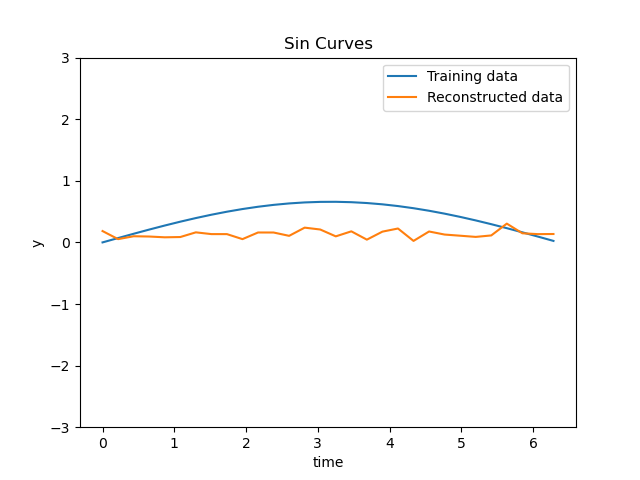 Sin Curves
Training data
Reconstructed data
3
2
1
0
−1
−2
−3
y
0 1 2 3 4 5 6
time